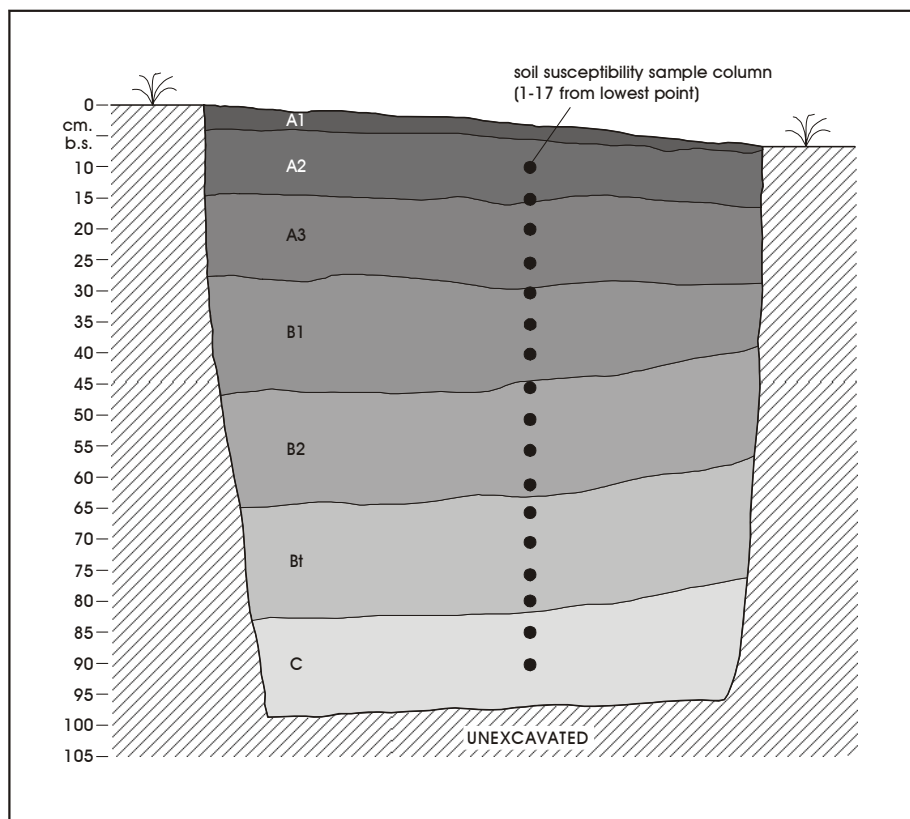 soil susceptibility sample column
(1-17 from lowest point)
0
cm.
b.s.
10
15
20
25
30
35
40
45
50
55
60
65
70
75
80
85
90
95
100
105
A1
A2
A3
B1
B2
Bt
C
UNEXCAVATED